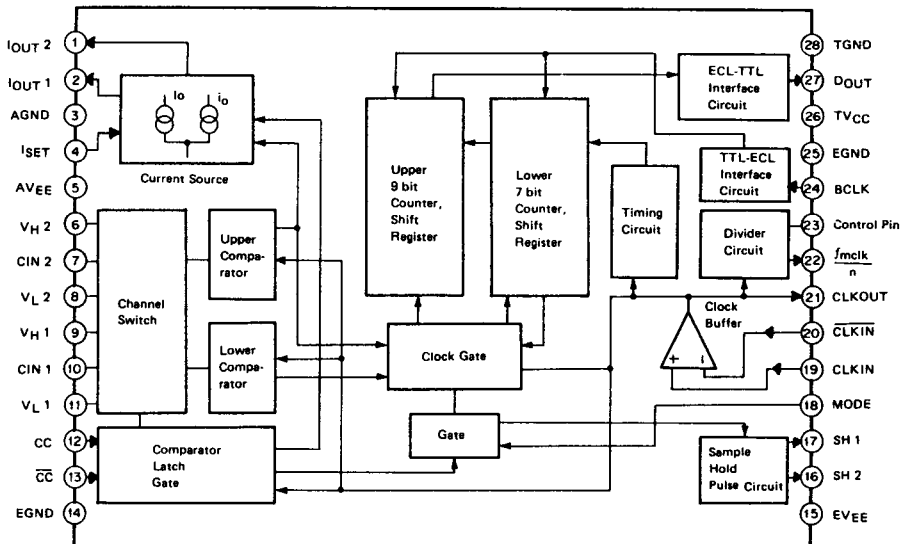 IOUT 2
1
IOUT 1
2
AGND
3
ISET
4
AVEE
5
VH 2
6
CIN 2
7
VL 2
8
VH 1
9
CIN 1
10
VL 1
11
CC
12
C̅C̅
13
EGND
14
Io
io
Current Source
Channel
Switch
Upper
Compa-
rator
Lower
Compa-
rator
Comparator
Latch
Gate
Upper
9 bit
Counter,
Shift
Register
Lower
7 bit
Counter,
Shift
Register
Clock Gate
Gate
Timing
Circuit
ECL-TTL
Interface
Circuit
TTL-ECL
Interface
Circuit
Divider
Circuit
Clock
Buffer
+
−
Sample
Hold
Pulse Circuit
28
TGND
27
DOUT
26
TVCC
25
EGND
24
BCLK
23
Control Pin
22
fmclk
n
21
CLKOUT
20
C̅L̅K̅I̅N̅
19
CLKIN
18
MODE
17
SH 1
16
SH 2
15
EVEE